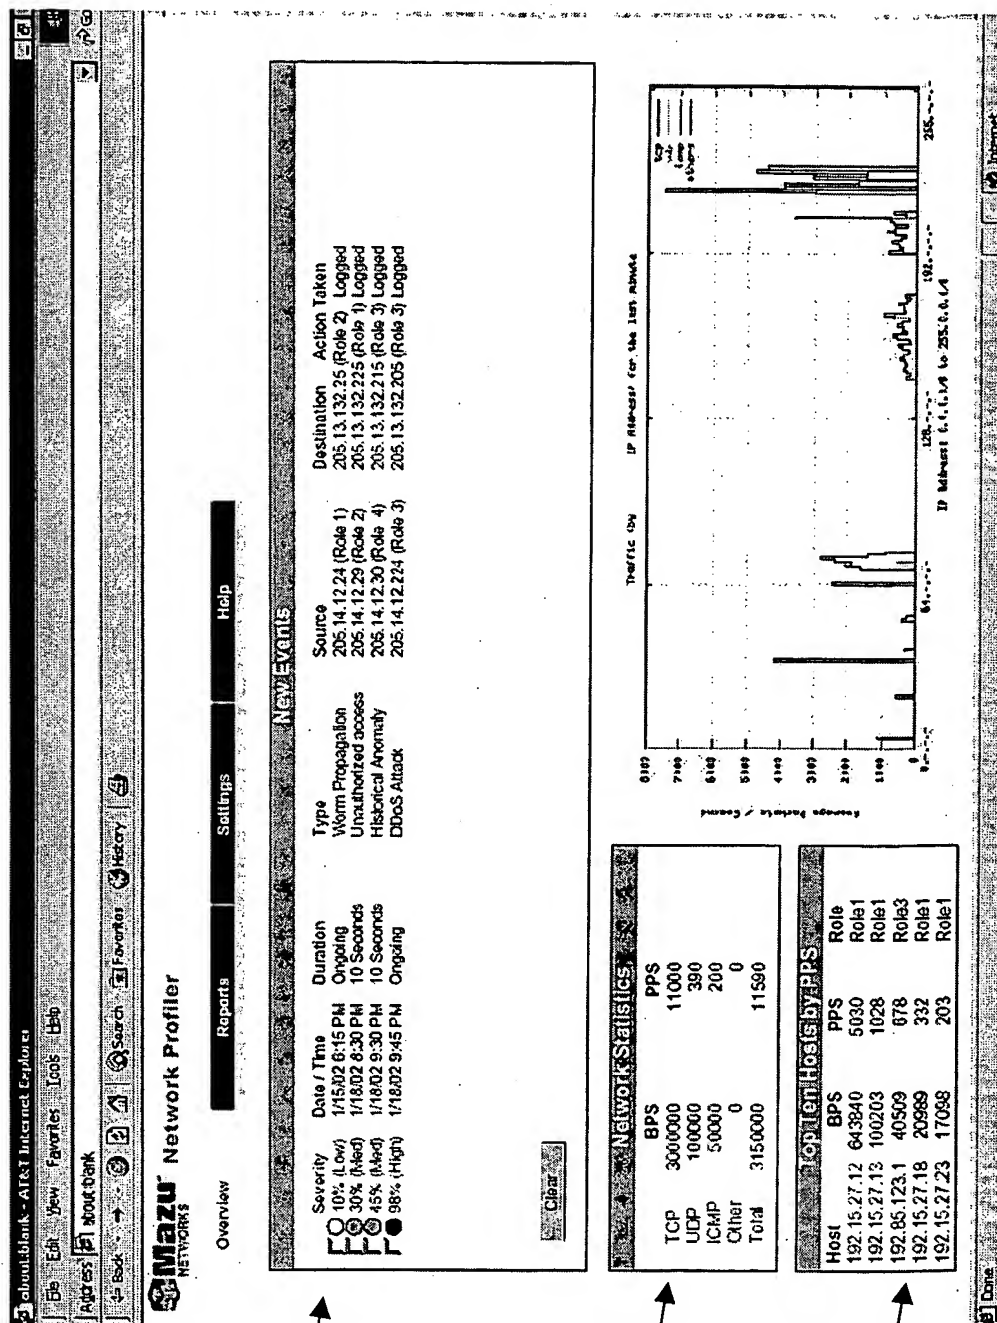 about:blank - AT&T Internet Explorer
File Edit View Favorites Tools Help
Address about:blank
Back Search Favorites History
Mazu Network Profiler
NETWORKS
Overview Reports Settings Help
New Events
Severity Date / Time Duration Type Source Destination Action Taken
10% (Low) 1/15/02 6:15 PM Ongoing Worm Propagation 205.14.12.24 (Role 1) 205.13.132.25 (Role 2) Logged
30% (Med) 1/18/02 8:30 PM 10 Seconds Unauthorized access 205.14.12.29 (Role 2) 205.13.132.225 (Role 1) Logged
45% (Med) 1/18/02 9:30 PM 10 Seconds Historical Anomaly 205.14.12.30 (Role 4) 205.13.132.215 (Role 3) Logged
98% (High) 1/18/02 9:45 PM Ongoing DDoS Attack 205.14.12.224 (Role 3) 205.13.132.205 (Role 3) Logged
Clear
Network Statistics
BPS PPS
TCP 3000000 11000
UDP 100000 390
ICMP 50000 200
Other 0 0
Total 3150000 11590
Top Ten Hosts by PPS
Host BPS PPS Role
192.15.27.12 643840 5030 Role1
192.15.27.13 100203 1028 Role1
192.85.123.1 40509 678 Role3
192.15.27.18 20989 332 Role1
192.15.27.23 17098 203 Role1
Traffic (by IP Address) for the last minute
tcp
udp
icmp
others
Average Packets / Second
0
IP Address
Done Internet